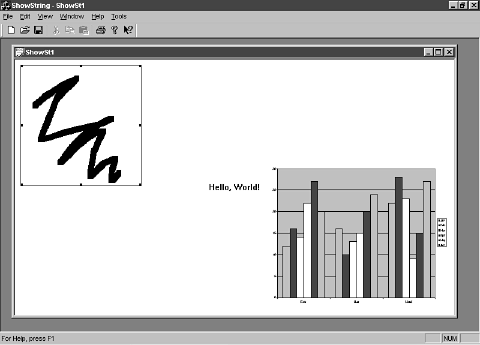 ShowString - ShowSt1
File Edit View Window Help Tools
ShowSt1
Hello, World!
For Help, press F1
NUM